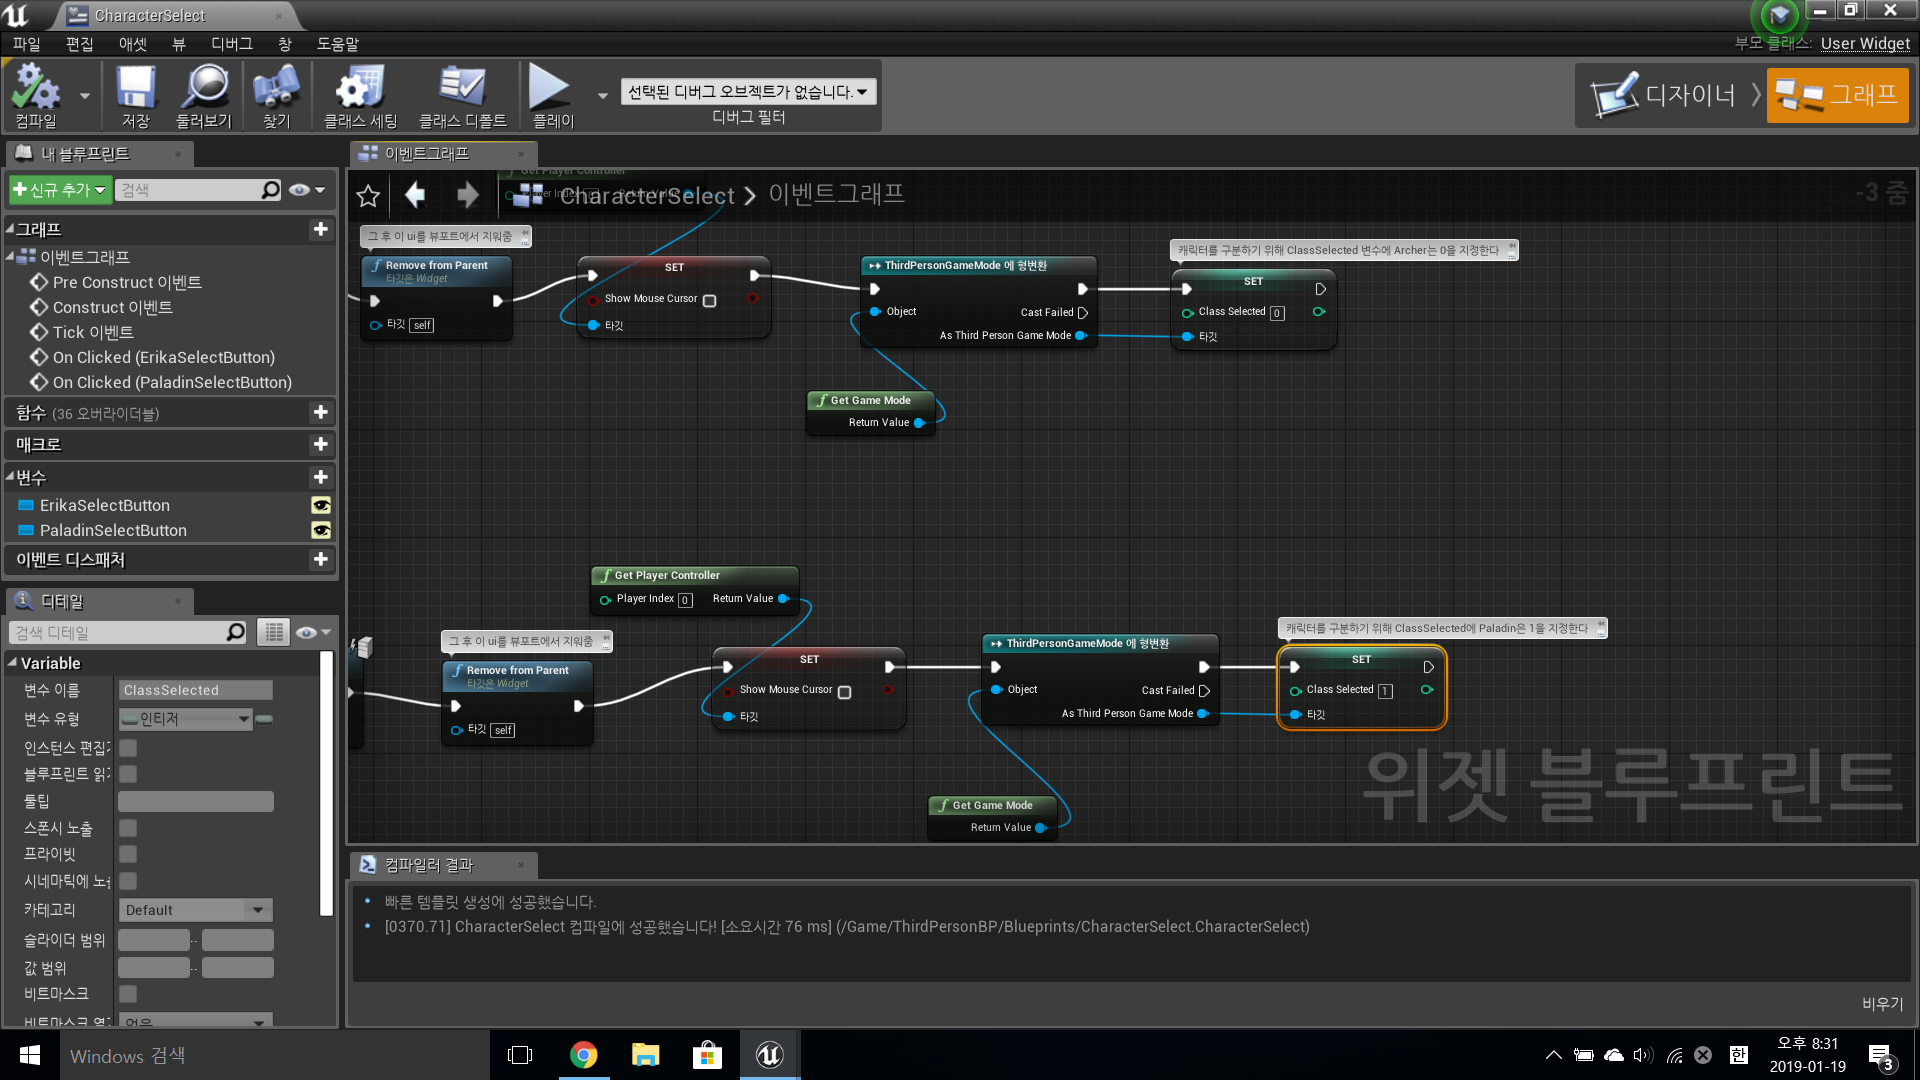 CharacterSelect
파일 편집 애셋 뷰 디버그 창 도움말
부모 클래스: User Widget
컴파일
저장
둘러보기
찾기
클래스 세팅
클래스 디폴트
플레이
선택된 디버그 오브젝트가 없습니다.
디버그 필터
디자이너
그래프
내 블루프린트
신규 추가
검색
그래프
이벤트그래프
Pre Construct 이벤트
Construct 이벤트
Tick 이벤트
On Clicked (ErikaSelectButton)
On Clicked (PaladinSelectButton)
함수 (36 오버라이더블)
매크로
변수
ErikaSelectButton
PaladinSelectButton
이벤트 디스패처
디테일
검색 디테일
Variable
변수 이름 ClassSelected
변수 유형 인티저
인스턴스 편집
블루프린트 읽
툴팁
스폰시 노출
프라이빗
시네마틱에 노
카테고리 Default
슬라이더 범위 ..
값 범위 ..
비트마스크
비트마스크 열 없음
이벤트그래프
Get Player Controller
Player Index Return Value
CharacterSelect > 이벤트그래프
-3 줌
그 후 이 ui를 뷰포트에서 지워줌
Remove from Parent
타깃은 Widget
타깃 self
SET
Show Mouse Cursor
타깃
ThirdPersonGameMode 에 형변환
Object
Cast Failed
As Third Person Game Mode
캐릭터를 구분하기 위해 ClassSelected 변수에 Archer는 0을 지정한다
SET
Class Selected 0
타깃
Get Game Mode
Return Value
Get Player Controller
Player Index 0 Return Value
그 후 이 ui를 뷰포트에서 지워줌
Remove from Parent
타깃은 Widget
타깃 self
SET
Show Mouse Cursor
타깃
ThirdPersonGameMode 에 형변환
Object
Cast Failed
As Third Person Game Mode
캐릭터를 구분하기 위해 ClassSelected에 Paladin은 1을 지정한다
SET
Class Selected 1
타깃
Get Game Mode
Return Value
위젯 블루프린트
컴파일러 결과
빠른 템플릿 생성에 성공했습니다.
[0370.71] CharacterSelect 컴파일에 성공했습니다! [소요시간 76 ms] (/Game/ThirdPersonBP/Blueprints/CharacterSelect.CharacterSelect)
비우기
Windows 검색
한
오후 8:31
2019-01-19
3